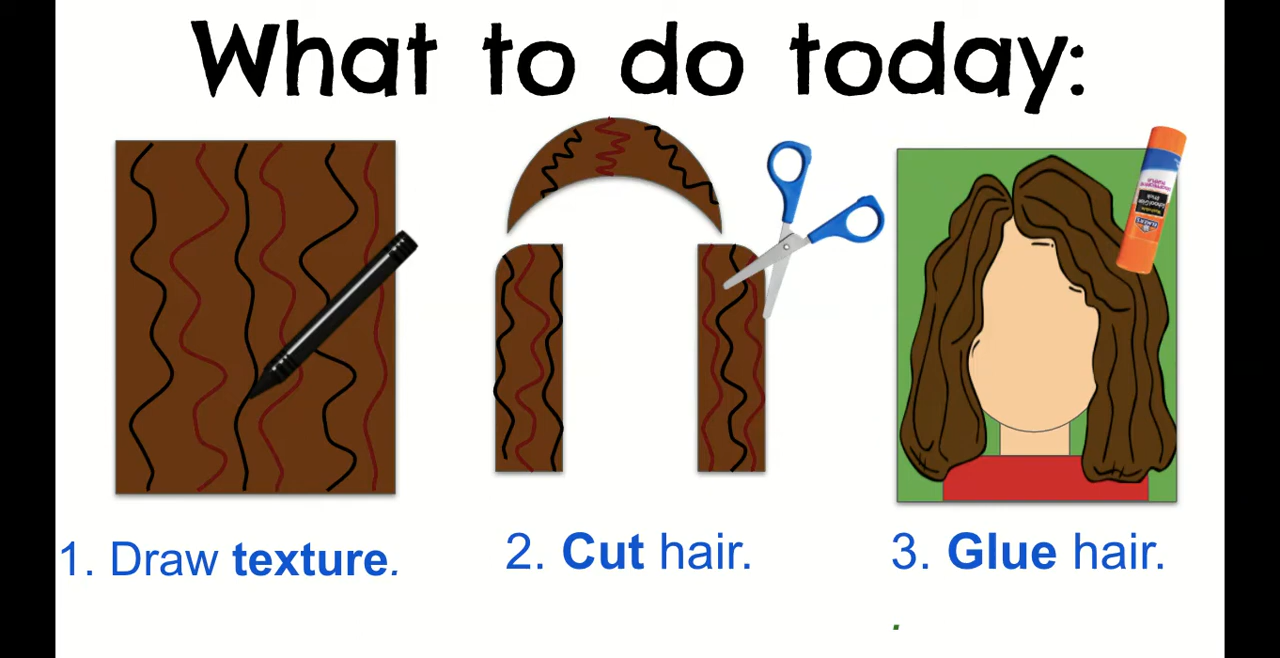 What to do today:
1. Draw texture.
2. Cut hair.
3. Glue hair.
.